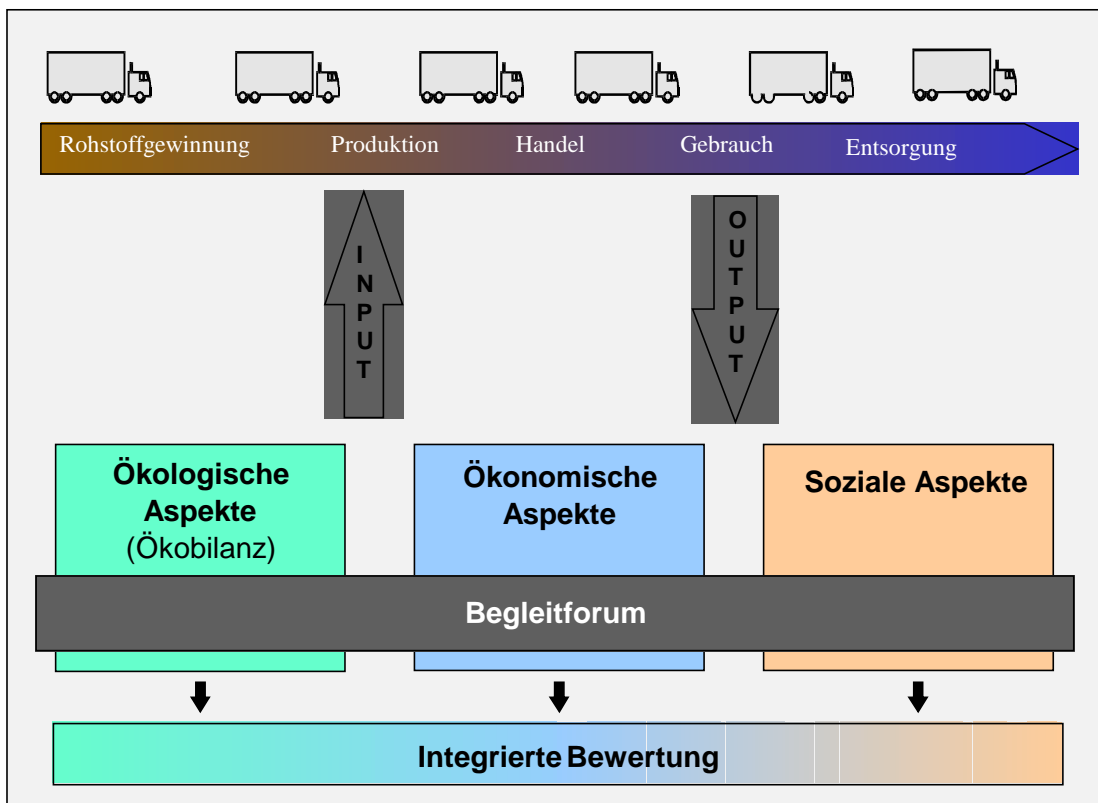 Rohstoffgewinnung Produktion Handel Gebrauch Entsorgung
INPUT
OUTPUT
Ökologische
Aspekte
(Ökobilanz)
Ökonomische
Aspekte
Soziale Aspekte
Begleitforum
Integrierte Bewertung